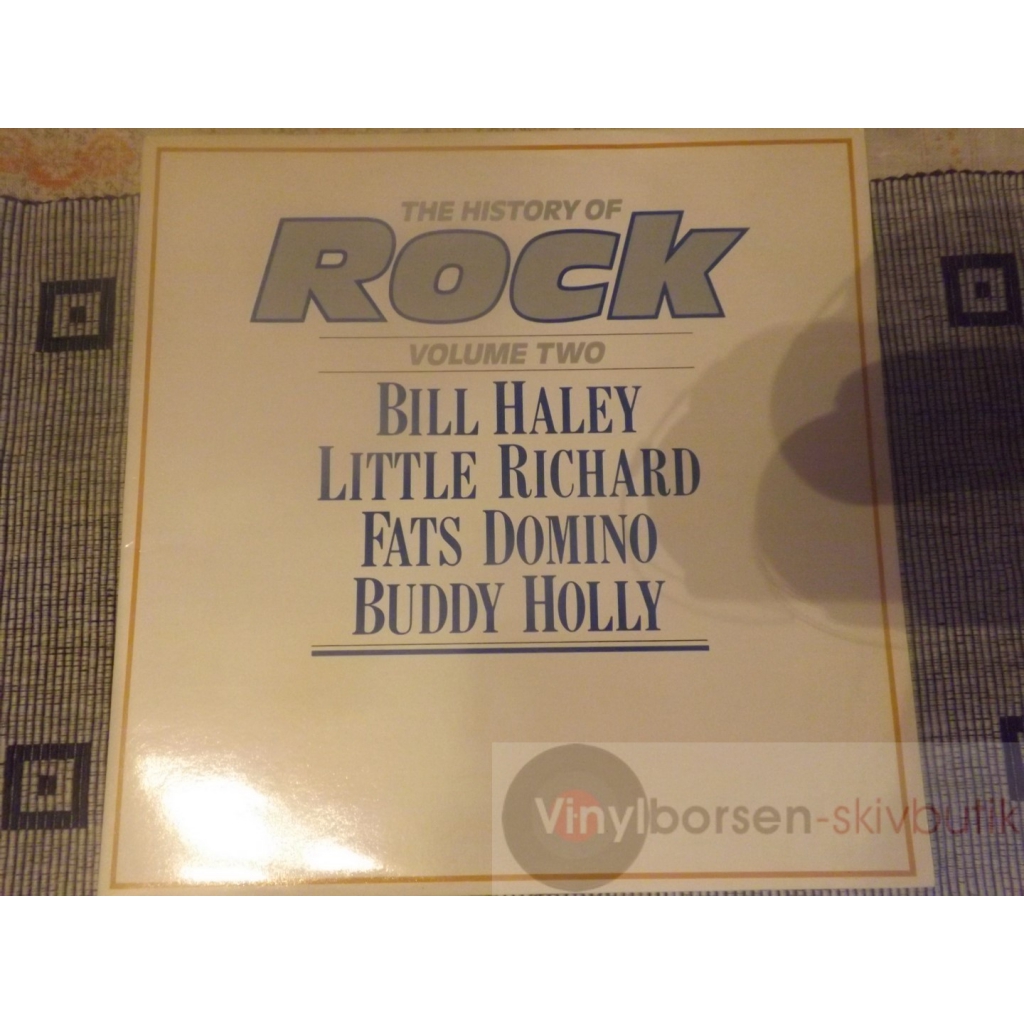 THE HISTORY OF
ROCK
VOLUME TWO
BILL HALEY
LITTLE RICHARD
FATS DOMINO
BUDDY HOLLY
Vinylborsen-skivbutik